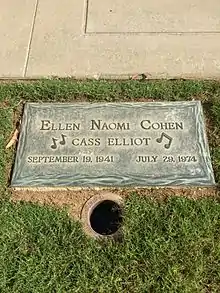 Ellen Naomi Cohen
CASS ELLIOT
SEPTEMBER 19, 1941 JULY 29, 1974